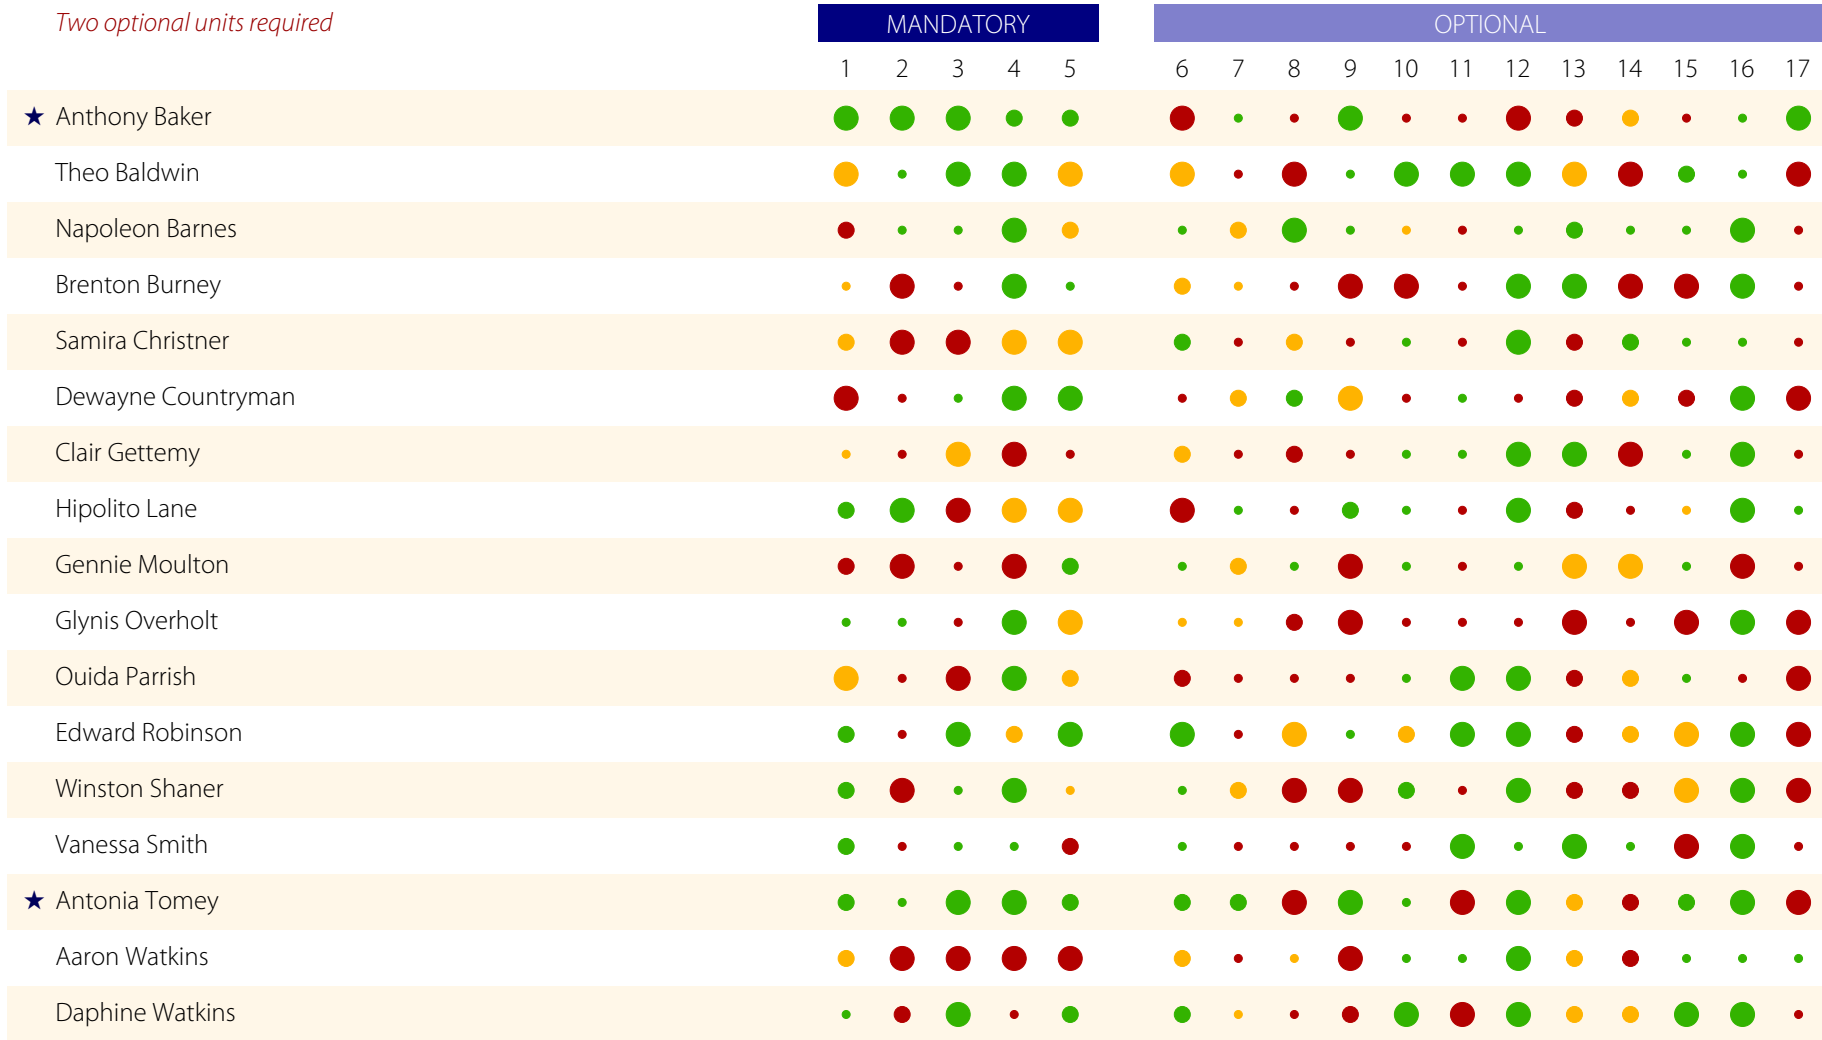 Two optional units required MANDATORY OPTIONAL
1 2 3 4 5 6 7 8 9 10 11 12 13 14 15 16 17
★ Anthony Baker
Theo Baldwin
Napoleon Barnes
Brenton Burney
Samira Christner
Dewayne Countryman
Clair Gettemy
Hipolito Lane
Gennie Moulton
Glynis Overholt
Ouida Parrish
Edward Robinson
Winston Shaner
Vanessa Smith
★ Antonia Tomey
Aaron Watkins
Daphine Watkins